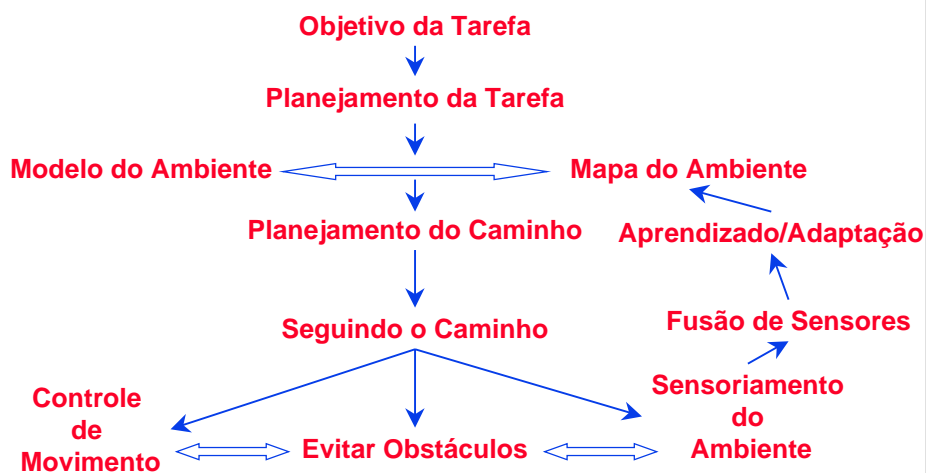 Objetivo da Tarefa
Planejamento da Tarefa
Modelo do Ambiente
Mapa do Ambiente
Planejamento do Caminho
Aprendizado/Adaptação
Seguindo o Caminho
Fusão de Sensores
Controle
de
Movimento
Evitar Obstáculos
Sensoriamento
do
Ambiente